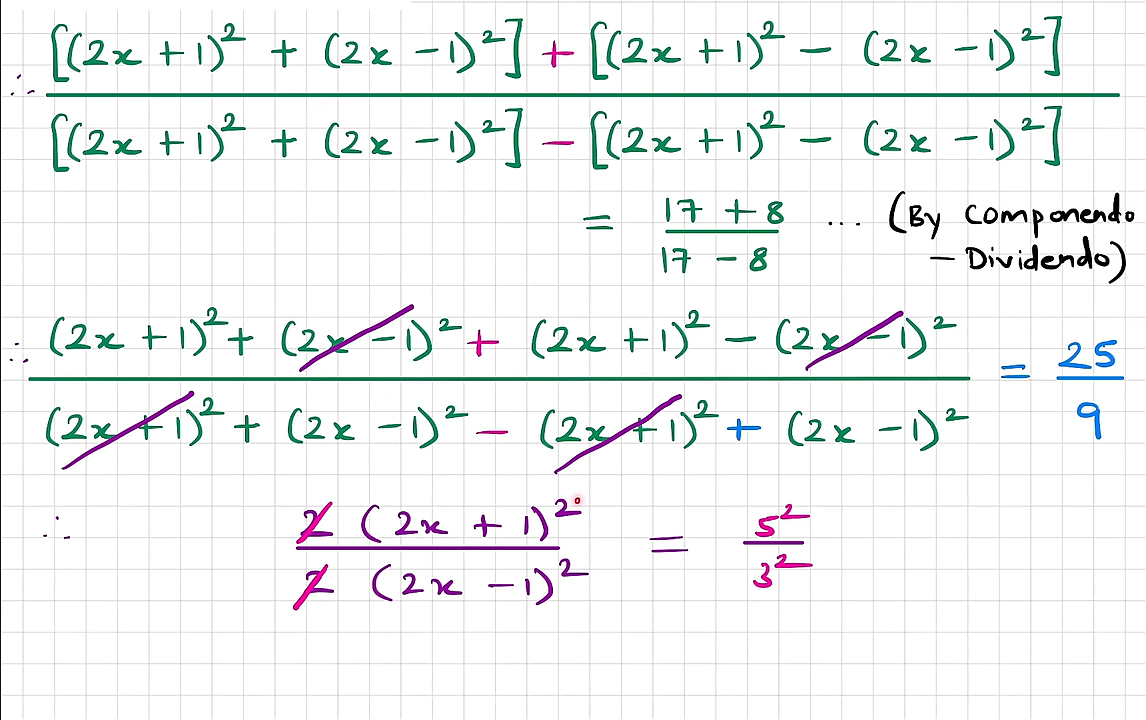 ∴ [(2x + 1)² + (2x - 1)²] + [(2x + 1)² - (2x - 1)²]
[(2x + 1)² + (2x - 1)²] - [(2x + 1)² - (2x - 1)²]
= 17 + 8 ... (By Componendo
17 - 8 - Dividendo)
∴ (2x + 1)² + (2x - 1)² + (2x + 1)² - (2x - 1)² = 25
(2x + 1)² + (2x - 1)² - (2x + 1)² + (2x - 1)² 9
∴ 2 (2x + 1)² = 5²
2 (2x - 1)² 3²